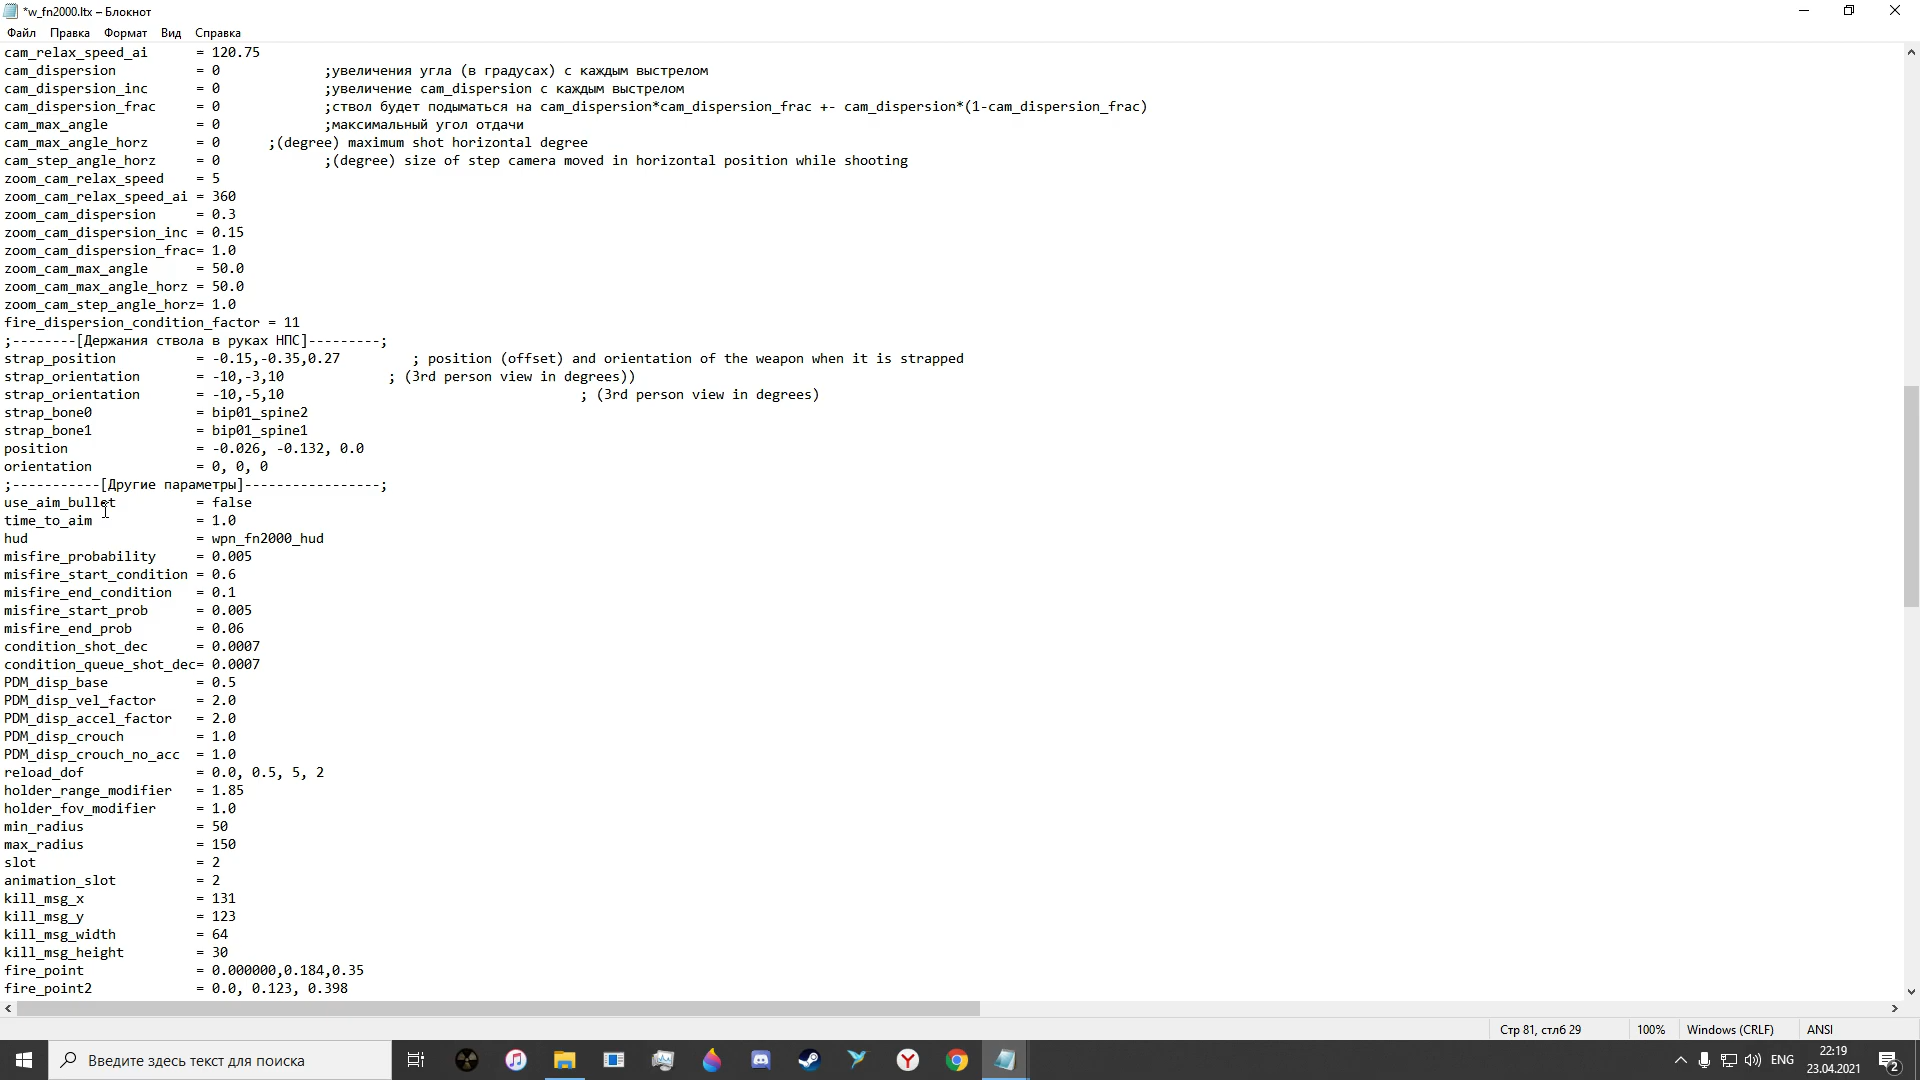 *w_fn2000.ltx – Блокнот
Файл Правка Формат Вид Справка
cam_relax_speed_ai = 120.75
cam_dispersion = 0 ;увеличения угла (в градусах) с каждым выстрелом
cam_dispersion_inc = 0 ;увеличение cam_dispersion с каждым выстрелом
cam_dispersion_frac = 0 ;ствол будет подыматься на cam_dispersion*cam_dispersion_frac +- cam_dispersion*(1-cam_dispersion_frac)
cam_max_angle = 0 ;максимальный угол отдачи
cam_max_angle_horz = 0 ;(degree) maximum shot horizontal degree
cam_step_angle_horz = 0 ;(degree) size of step camera moved in horizontal position while shooting
zoom_cam_relax_speed = 5
zoom_cam_relax_speed_ai = 360
zoom_cam_dispersion = 0.3
zoom_cam_dispersion_inc = 0.15
zoom_cam_dispersion_frac= 1.0
zoom_cam_max_angle = 50.0
zoom_cam_max_angle_horz = 50.0
zoom_cam_step_angle_horz= 1.0
fire_dispersion_condition_factor = 11
;--------[Держания ствола в руках НПС]---------;
strap_position = -0.15,-0.35,0.27 ; position (offset) and orientation of the weapon when it is strapped
strap_orientation = -10,-3,10 ; (3rd person view in degrees))
strap_orientation = -10,-5,10 ; (3rd person view in degrees)
strap_bone0 = bip01_spine2
strap_bone1 = bip01_spine1
position = -0.026, -0.132, 0.0
orientation = 0, 0, 0
;-----------[Другие параметры]-----------------;
use_aim_bullet = false
time_to_aim = 1.0
hud = wpn_fn2000_hud
misfire_probability = 0.005
misfire_start_condition = 0.6
misfire_end_condition = 0.1
misfire_start_prob = 0.005
misfire_end_prob = 0.06
condition_shot_dec = 0.0007
condition_queue_shot_dec= 0.0007
PDM_disp_base = 0.5
PDM_disp_vel_factor = 2.0
PDM_disp_accel_factor = 2.0
PDM_disp_crouch = 1.0
PDM_disp_crouch_no_acc = 1.0
reload_dof = 0.0, 0.5, 5, 2
holder_range_modifier = 1.85
holder_fov_modifier = 1.0
min_radius = 50
max_radius = 150
slot = 2
animation_slot = 2
kill_msg_x = 131
kill_msg_y = 123
kill_msg_width = 64
kill_msg_height = 30
fire_point = 0.000000,0.184,0.35
fire_point2 = 0.0, 0.123, 0.398
Стр 81, стлб 29 100% Windows (CRLF) ANSI
Введите здесь текст для поиска
ENG
22:19
23.04.2021
2